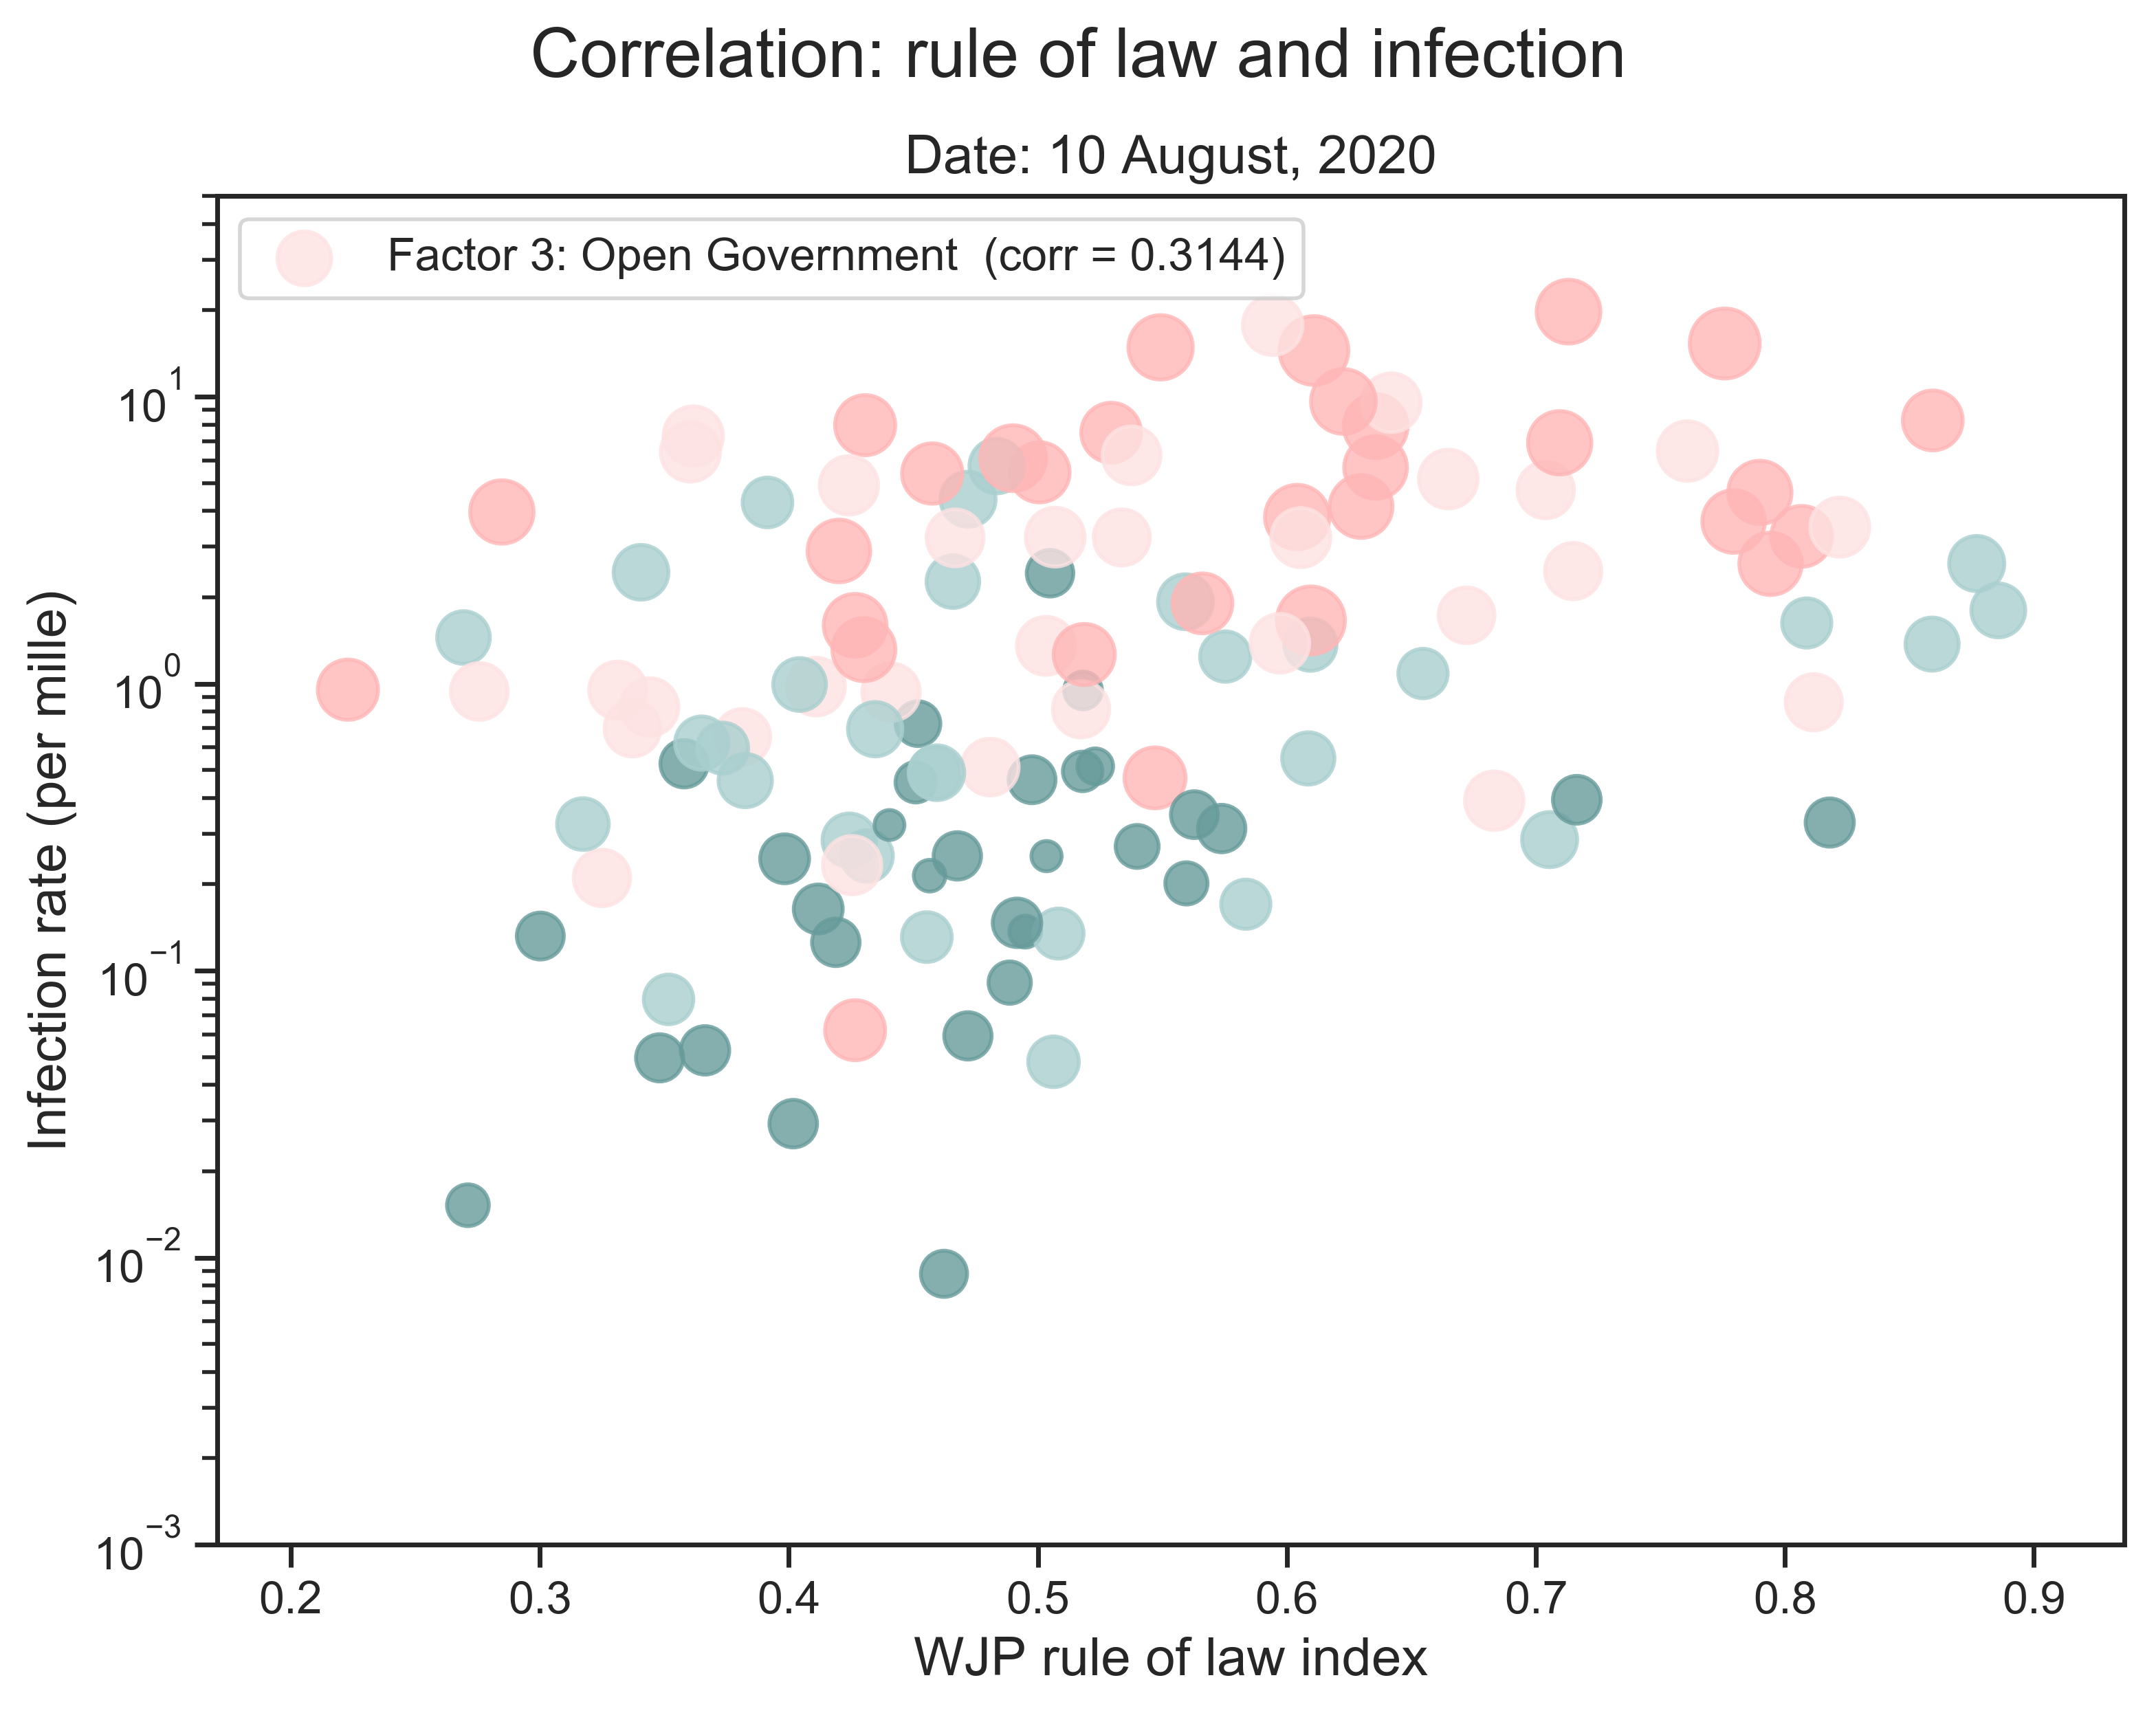 Correlation: rule of law and infection
Date: 10 August, 2020
Factor 3: Open Government (corr = 0.3144)
Infection rate (per mille)
10^1
10^0
10^−1
10^−2
10^−3
0.2 0.3 0.4 0.5 0.6 0.7 0.8 0.9
WJP rule of law index